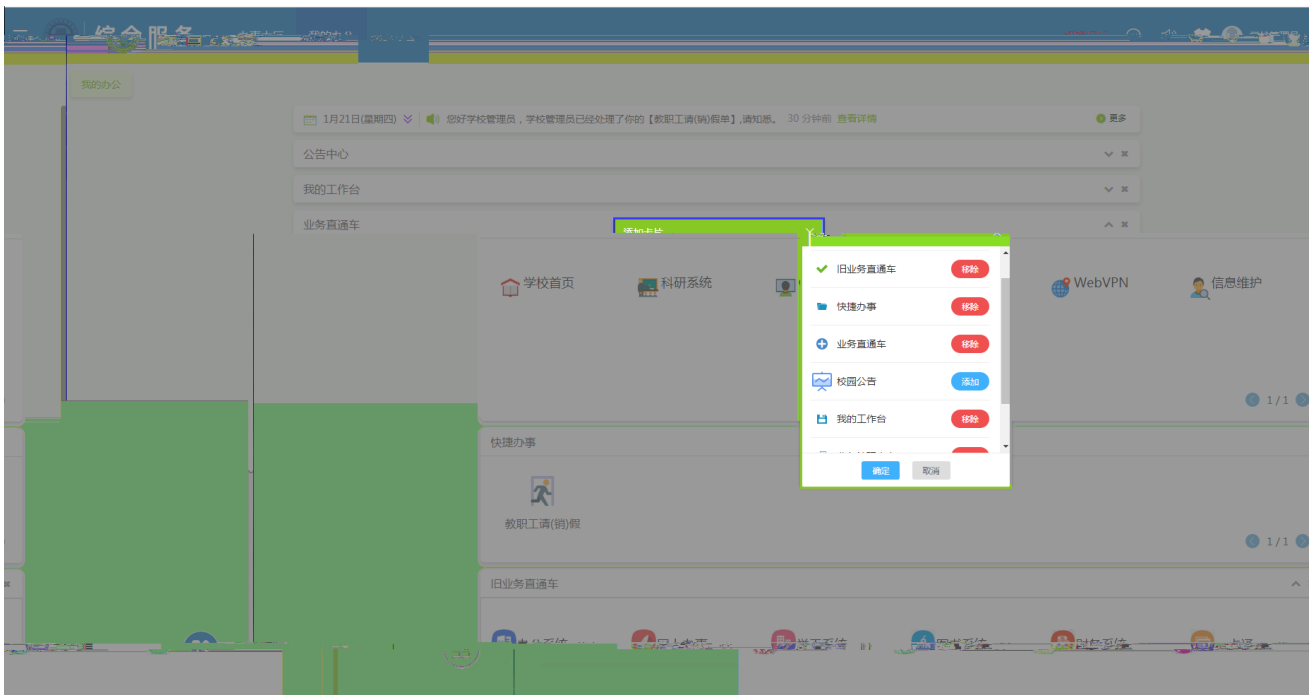 综合服务
我的办公
1月21日(星期四)
您好学校管理员，学校管理员已经处理了你的【教职工请(销)假单】,请知悉。 30 分钟前 查看详情
更多
公告中心
我的工作台
业务直通车
添加卡片
学校首页
科研系统
WebVPN
信息维护
旧业务直通车 移除
快捷办事 移除
业务直通车 移除
校园公告 添加
我的工作台 移除
确定 取消
1/1
快捷办事
教职工请(销)假
1/1
旧业务直通车